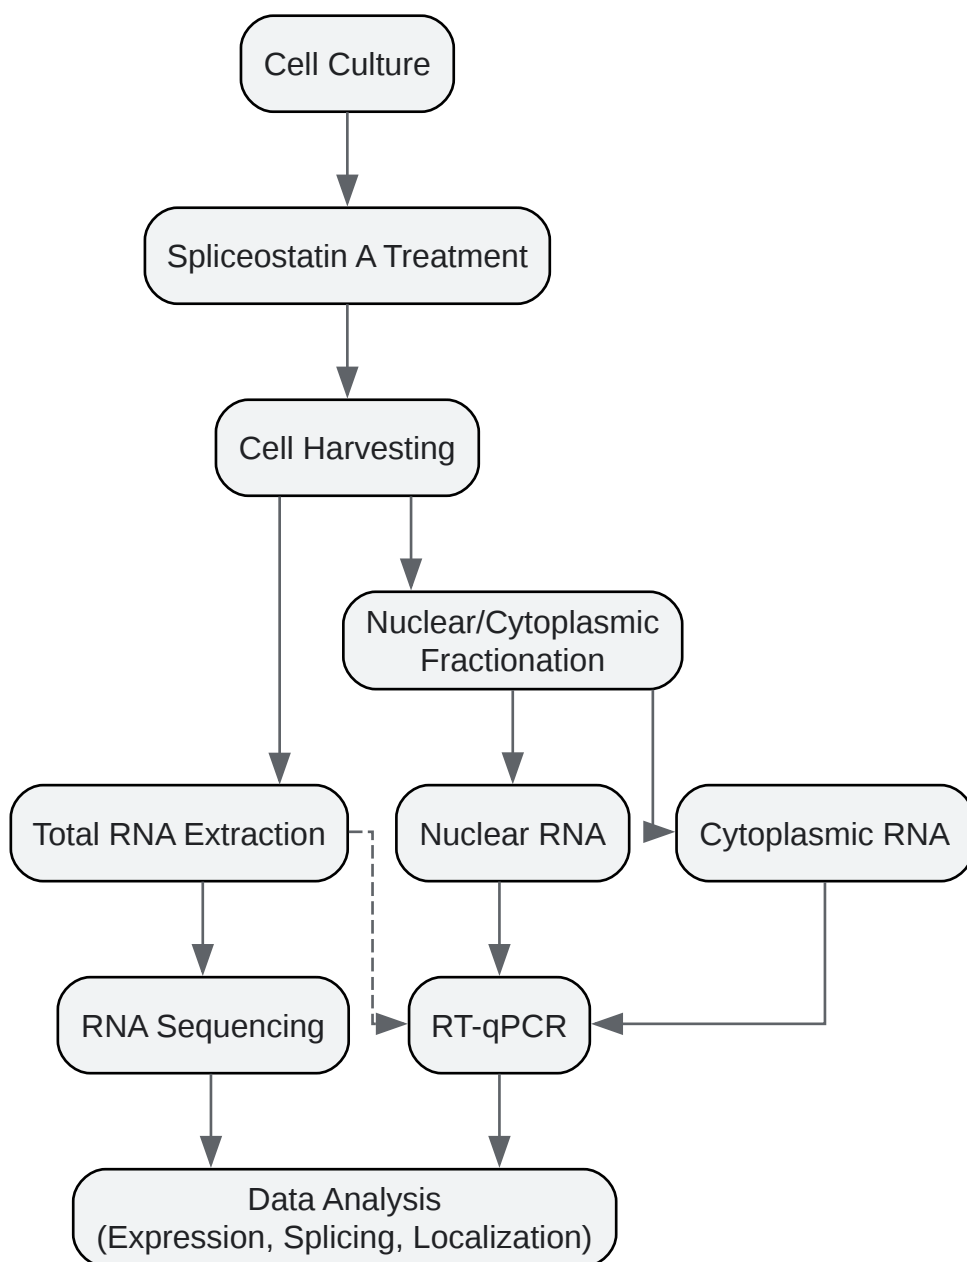 Cell Culture
Spliceostatin A Treatment
Cell Harvesting
Nuclear/Cytoplasmic
Fractionation
Total RNA Extraction
Nuclear RNA
Cytoplasmic RNA
RNA Sequencing
RT-qPCR
Data Analysis
(Expression, Splicing, Localization)